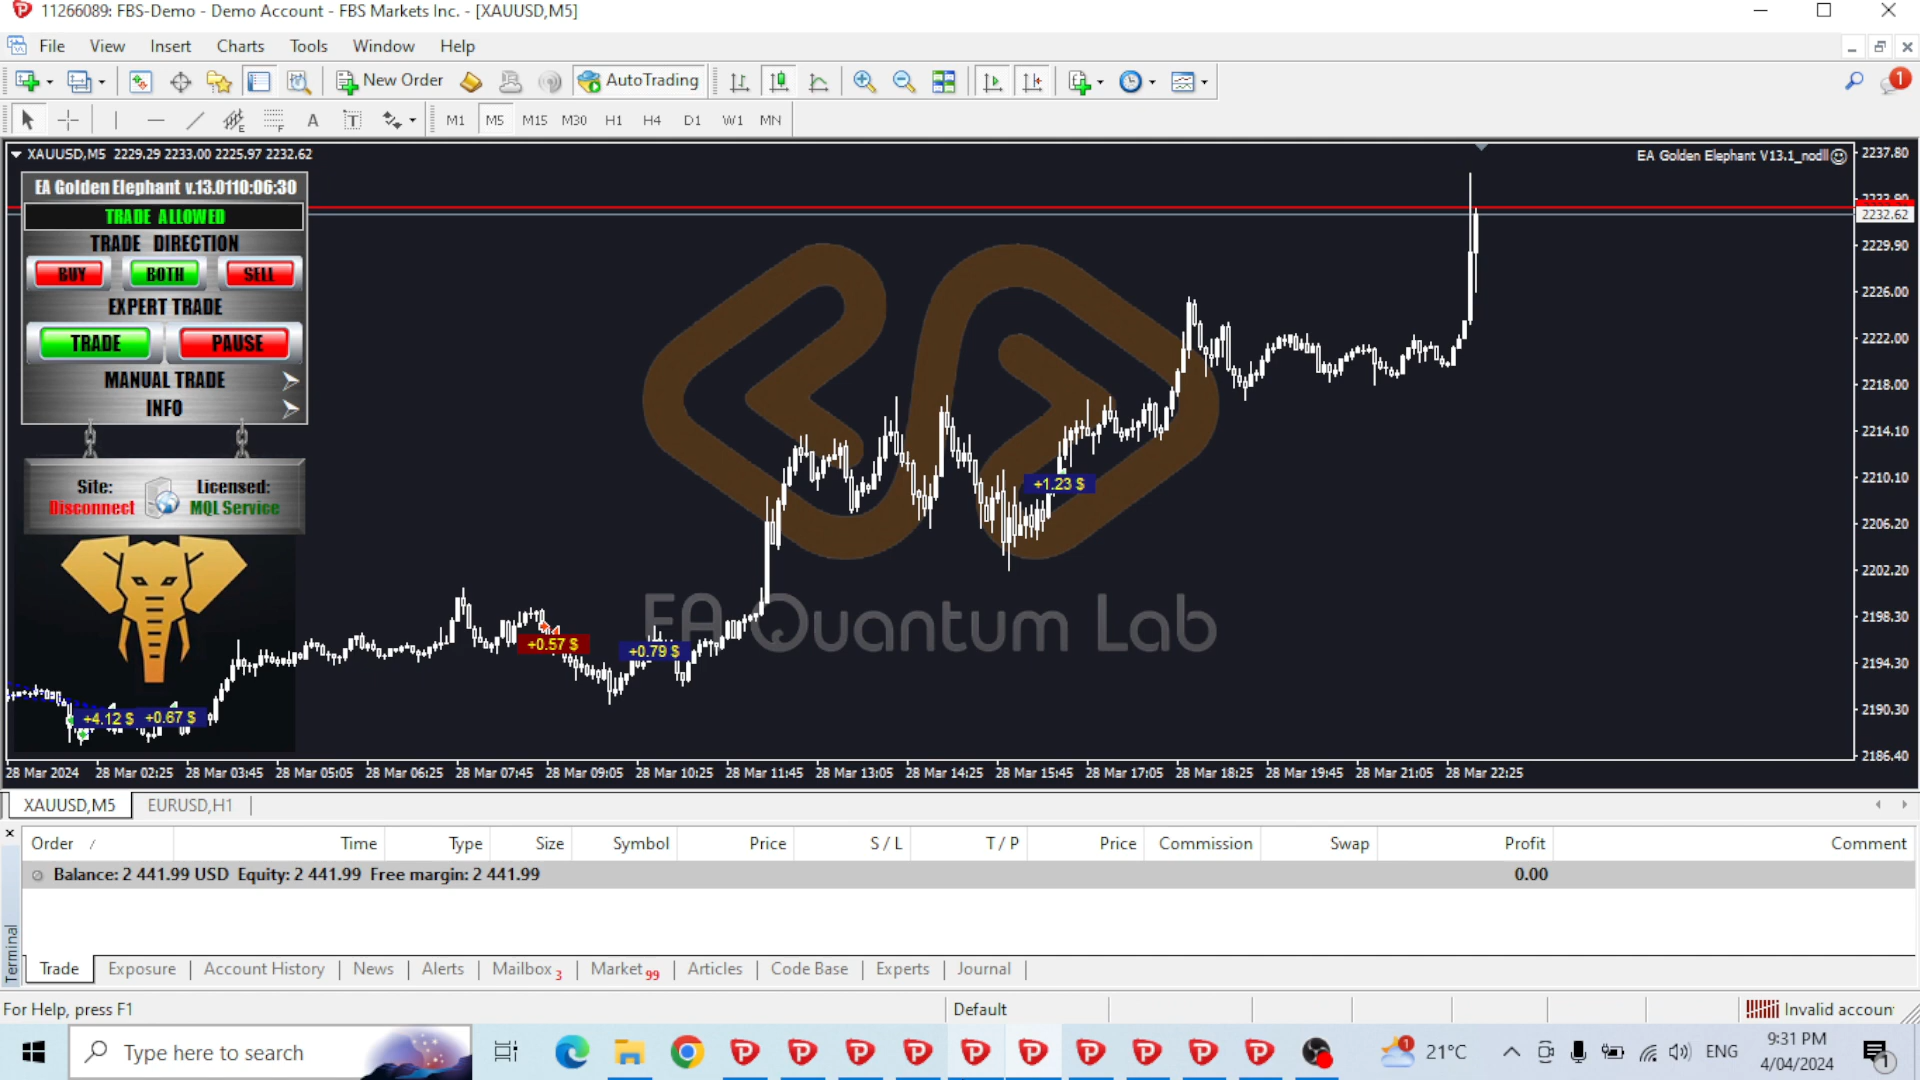 11266089: FBS-Demo - Demo Account - FBS Markets Inc. - [XAUUSD,M5]
File View Insert Charts Tools Window Help
New Order AutoTrading 1
E F A T M1 M5 M15 M30 H1 H4 D1 W1 MN
XAUUSD,M5 2229.29 2233.00 2225.97 2232.62
EA Golden Elephant V13.1_nodll
EA Golden Elephant v.13.0110:06:30
TRADE ALLOWED
TRADE DIRECTION
BUY BOTH SELL
EXPERT TRADE
TRADE PAUSE
MANUAL TRADE
INFO
Site: Licensed:
Disconnect MQL Service
EA Quantum Lab
+4.12 $ +0.67 $
+0.57 $
+0.79 $
+1.23 $
2237.80
2232.62
2229.90
2226.00
2222.00
2218.00
2214.10
2210.10
2206.20
2202.20
2198.30
2194.30
2190.30
2186.40
28 Mar 2024 28 Mar 02:25 28 Mar 03:45 28 Mar 05:05 28 Mar 06:25 28 Mar 07:45 28 Mar 09:05 28 Mar 10:25 28 Mar 11:45 28 Mar 13:05 28 Mar 14:25 28 Mar 15:45 28 Mar 17:05 28 Mar 18:25 28 Mar 19:45 28 Mar 21:05 28 Mar 22:25
XAUUSD,M5 EURUSD,H1
Order / Time Type Size Symbol Price S / L T / P Price Commission Swap Profit Comment
Balance: 2 441.99 USD Equity: 2 441.99 Free margin: 2 441.99 0.00
Terminal
Trade Exposure Account History News Alerts Mailbox 3 Market 99 Articles Code Base Experts Journal
For Help, press F1 Default Invalid accoun
Type here to search 1 21°C ENG 9:31 PM
4/04/2024 1